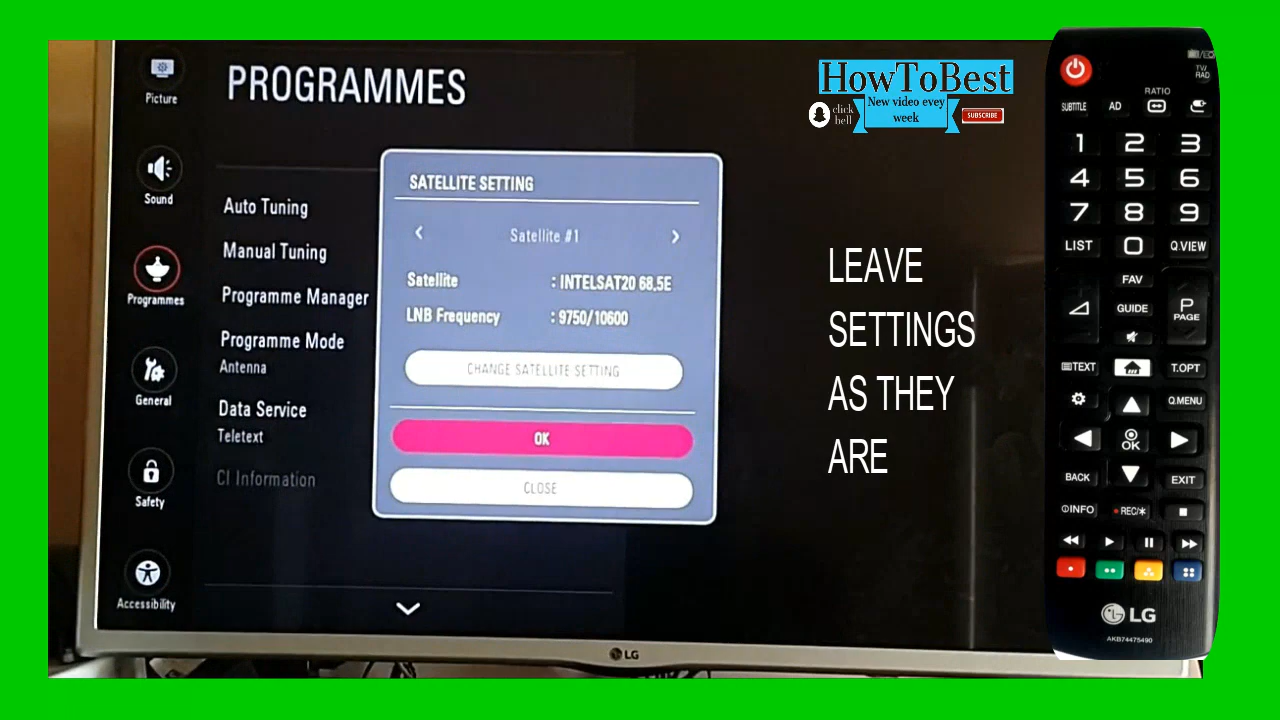 Picture
Sound
Programmes
General
Safety
Accessibility
PROGRAMMES
Auto Tuning
Manual Tuning
Programme Manager
Programme Mode
Antenna
Data Service
Teletext
CI Information
SATELLITE SETTING
< Satellite #1 >
Satellite : INTELSAT20 68,5E
LNB Frequency : 9750/10600
CHANGE SATELLITE SETTING
OK
CLOSE
LG
HowToBest
click
bell
New video evey
week
SUBSCRIBE
LEAVE
SETTINGS
AS THEY
ARE
TV/
RAD
RATIO
SUBTITLE AD
1 2 3
4 5 6
7 8 9
LIST 0 Q.VIEW
FAV
GUIDE
P
PAGE
TEXT T.OPT
Q.MENU
OK
BACK EXIT
INFO REC/*
LG
AKB74475490